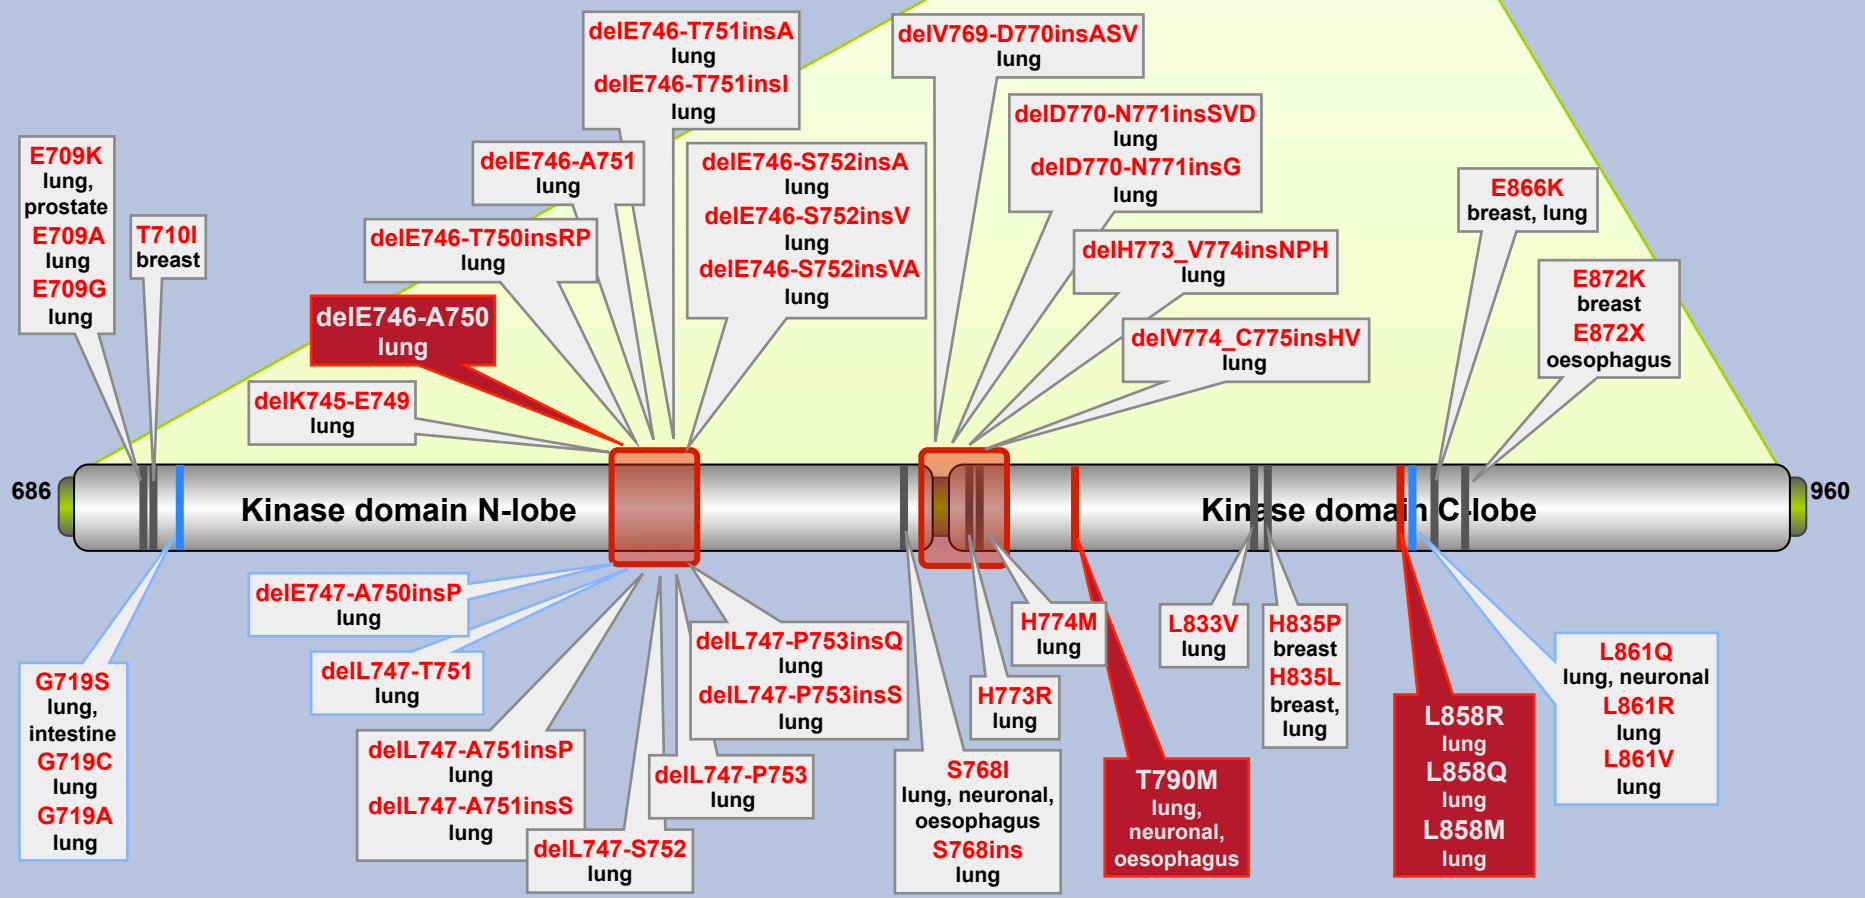 delE746-T751insA
lung
delE746-T751insI
lung
delV769-D770insASV
lung
delD770-N771insSVD
lung
delD770-N771insG
lung
E709K
lung,
prostate
E709A
lung
E709G
lung
T710I
breast
delE746-A751
lung
delE746-S752insA
lung
delE746-S752insV
lung
delE746-S752insVA
lung
delE746-T750insRP
lung
delH773_V774insNPH
lung
E866K
breast, lung
E872K
breast
E872X
oesophagus
delE746-A750
lung
delV774_C775insHV
lung
delK745-E749
lung
686
Kinase domain N-lobe
Kinase domain C-lobe
960
delE747-A750insP
lung
delL747-T751
lung
G719S
lung,
intestine
G719C
lung
G719A
lung
delL747-A751insP
lung
delL747-A751insS
lung
delL747-S752
lung
delL747-P753
lung
delL747-P753insQ
lung
delL747-P753insS
lung
S768I
lung, neuronal,
oesophagus
S768ins
lung
H773R
lung
H774M
lung
T790M
lung,
neuronal,
oesophagus
L833V
lung
H835P
breast
H835L
breast,
lung
L858R
lung
L858Q
lung
L858M
lung
L861Q
lung, neuronal
L861R
lung
L861V
lung